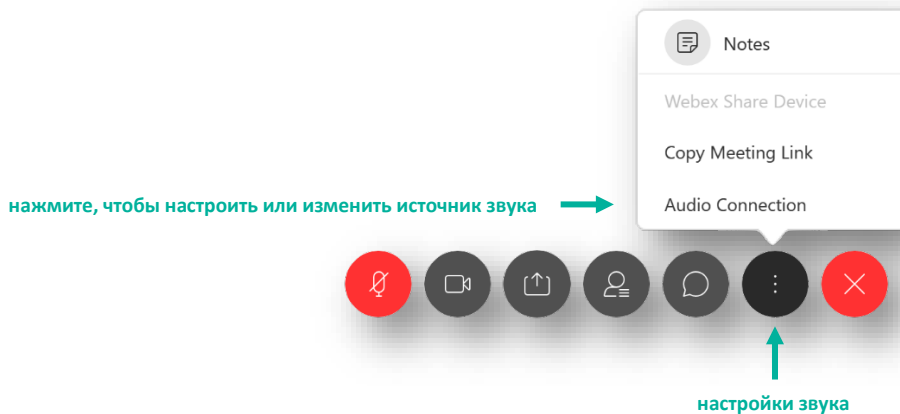 Notes
Webex Share Device
Copy Meeting Link
нажмите, чтобы настроить или изменить источник звука
Audio Connection
настройки звука